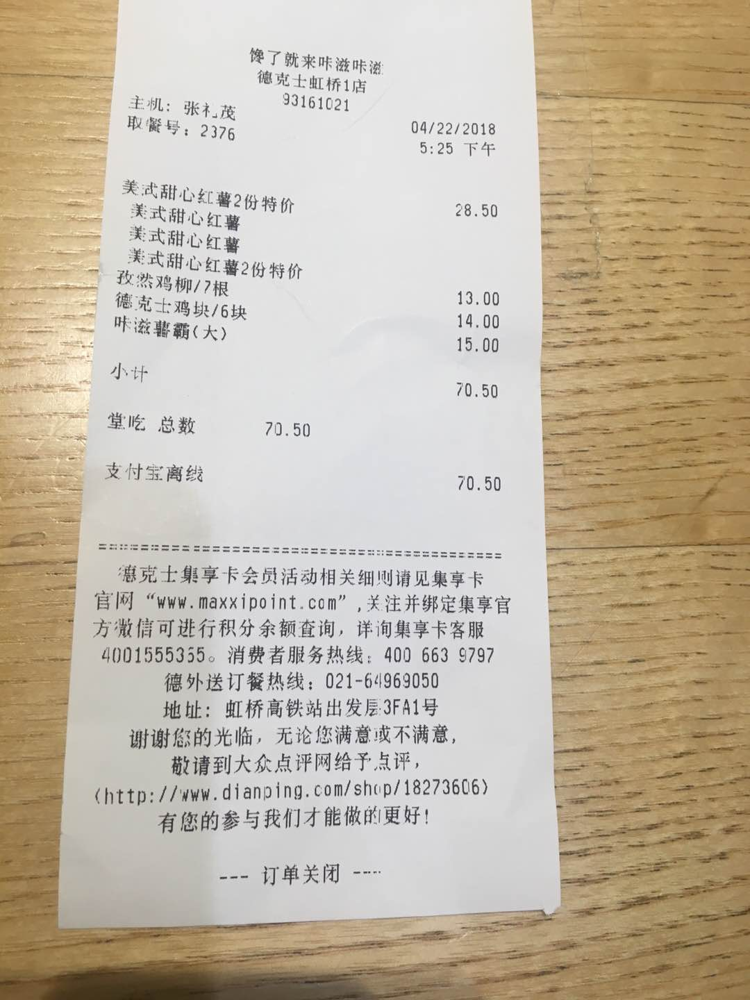 馋了就来咔滋咔滋
德克士虹桥1店
93161021
主机: 张礼茂
取餐号: 2376
04/22/2018
5:25 下午
美式甜心红薯2份特价 28.50
美式甜心红薯
美式甜心红薯
美式甜心红薯2份特价
孜然鸡柳/7根 13.00
德克士鸡块/6块 14.00
咔滋薯霸(大) 15.00
小计 70.50
堂吃 总数 70.50
支付宝离线 70.50
德克士集享卡会员活动相关细则请见集享卡
官网“www.maxxipoint.com”,关注并绑定集享官
方微信可进行积分余额查询，详询集享卡客服
4001555355。消费者服务热线: 400 663 9797
德外送订餐热线: 021-64969050
地址: 虹桥高铁站出发层3FA1号
谢谢您的光临，无论您满意或不满意,
敬请到大众点评网给予点评，
(http://www.dianping.com/shop/18273606)
有您的参与我们才能做的更好!
--- 订单关闭 ----